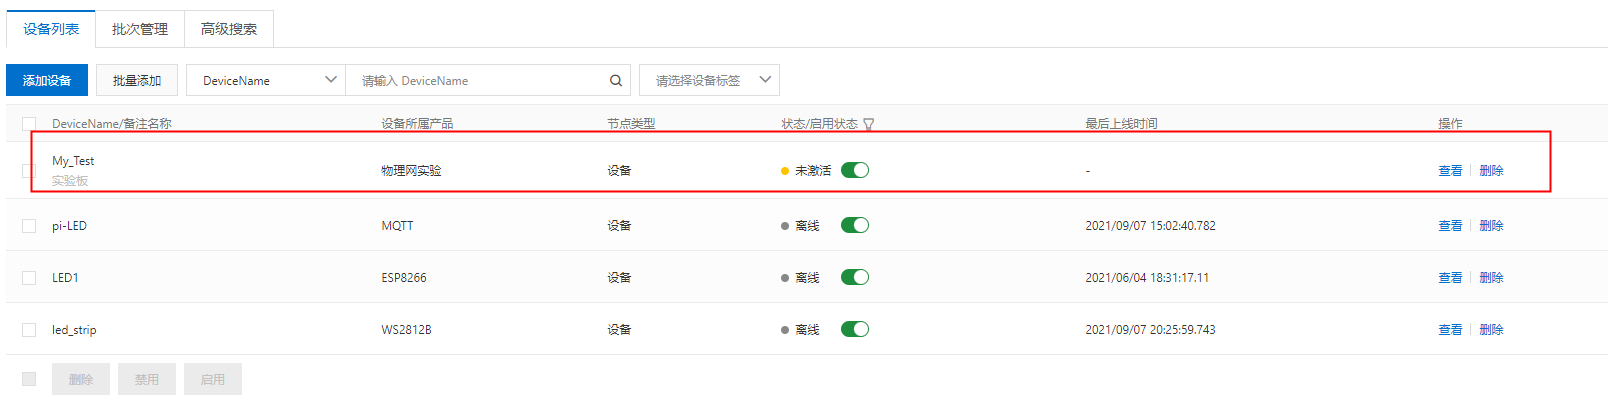 设备列表 批次管理 高级搜索
添加设备 批量添加 DeviceName 请输入 DeviceName 请选择设备标签
DeviceName/备注名称 设备所属产品 节点类型 状态/启用状态 最后上线时间 操作
My_Test 物理网实验 设备 未激活 - 查看 删除
实验板
pi-LED MQTT 设备 离线 2021/09/07 15:02:40.782 查看 删除
LED1 ESP8266 设备 离线 2021/06/04 18:31:17.11 查看 删除
led_strip WS2812B 设备 离线 2021/09/07 20:25:59.743 查看 删除
删除 禁用 启用